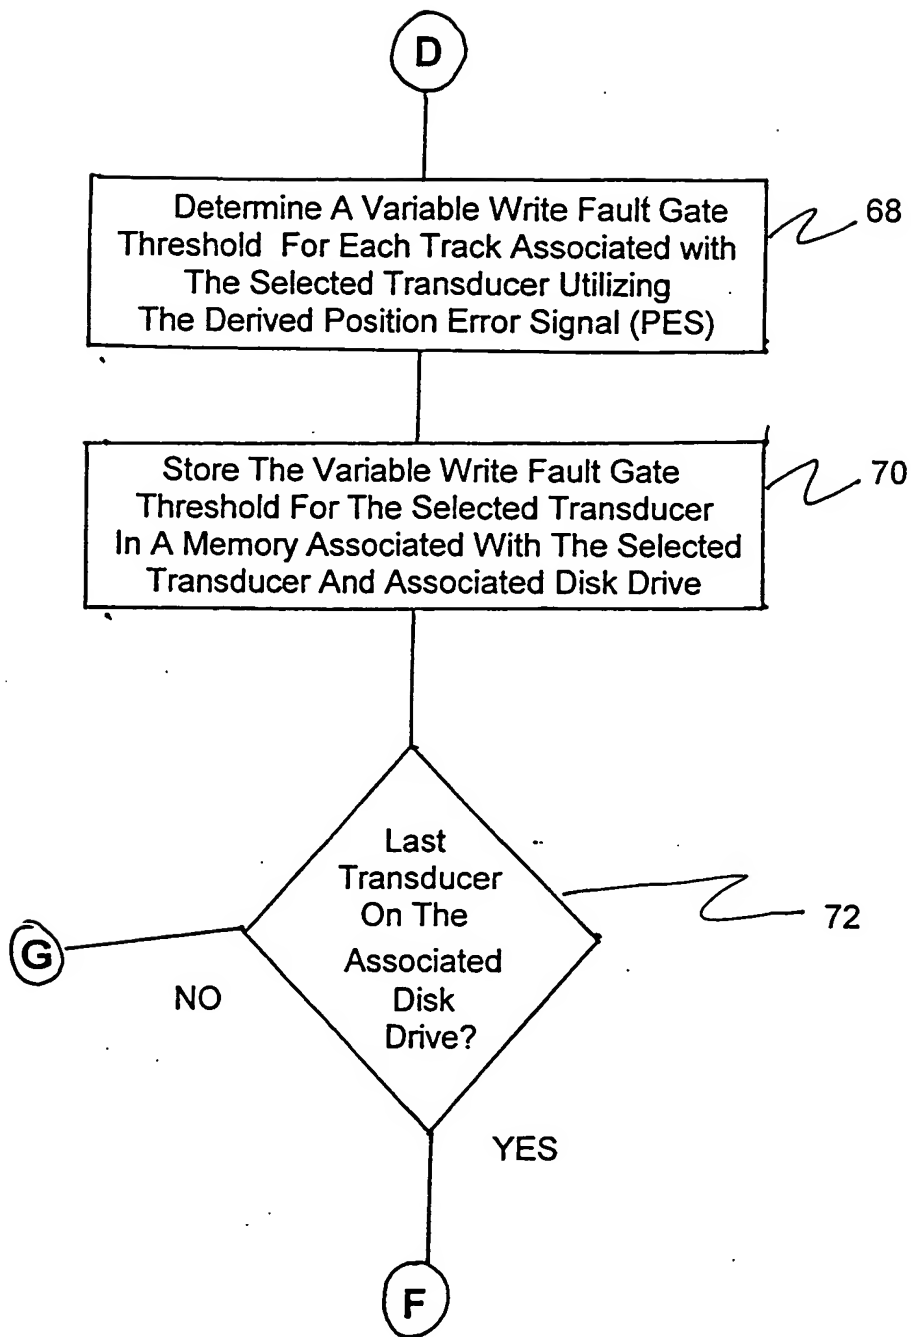 D
Determine A Variable Write Fault Gate
Threshold For Each Track Associated with
The Selected Transducer Utilizing
The Derived Position Error Signal (PES)
68
Store The Variable Write Fault Gate
Threshold For The Selected Transducer
In A Memory Associated With The Selected
Transducer And Associated Disk Drive
70
Last
Transducer
On The
Associated
Disk
Drive?
72
G
NO
YES
F